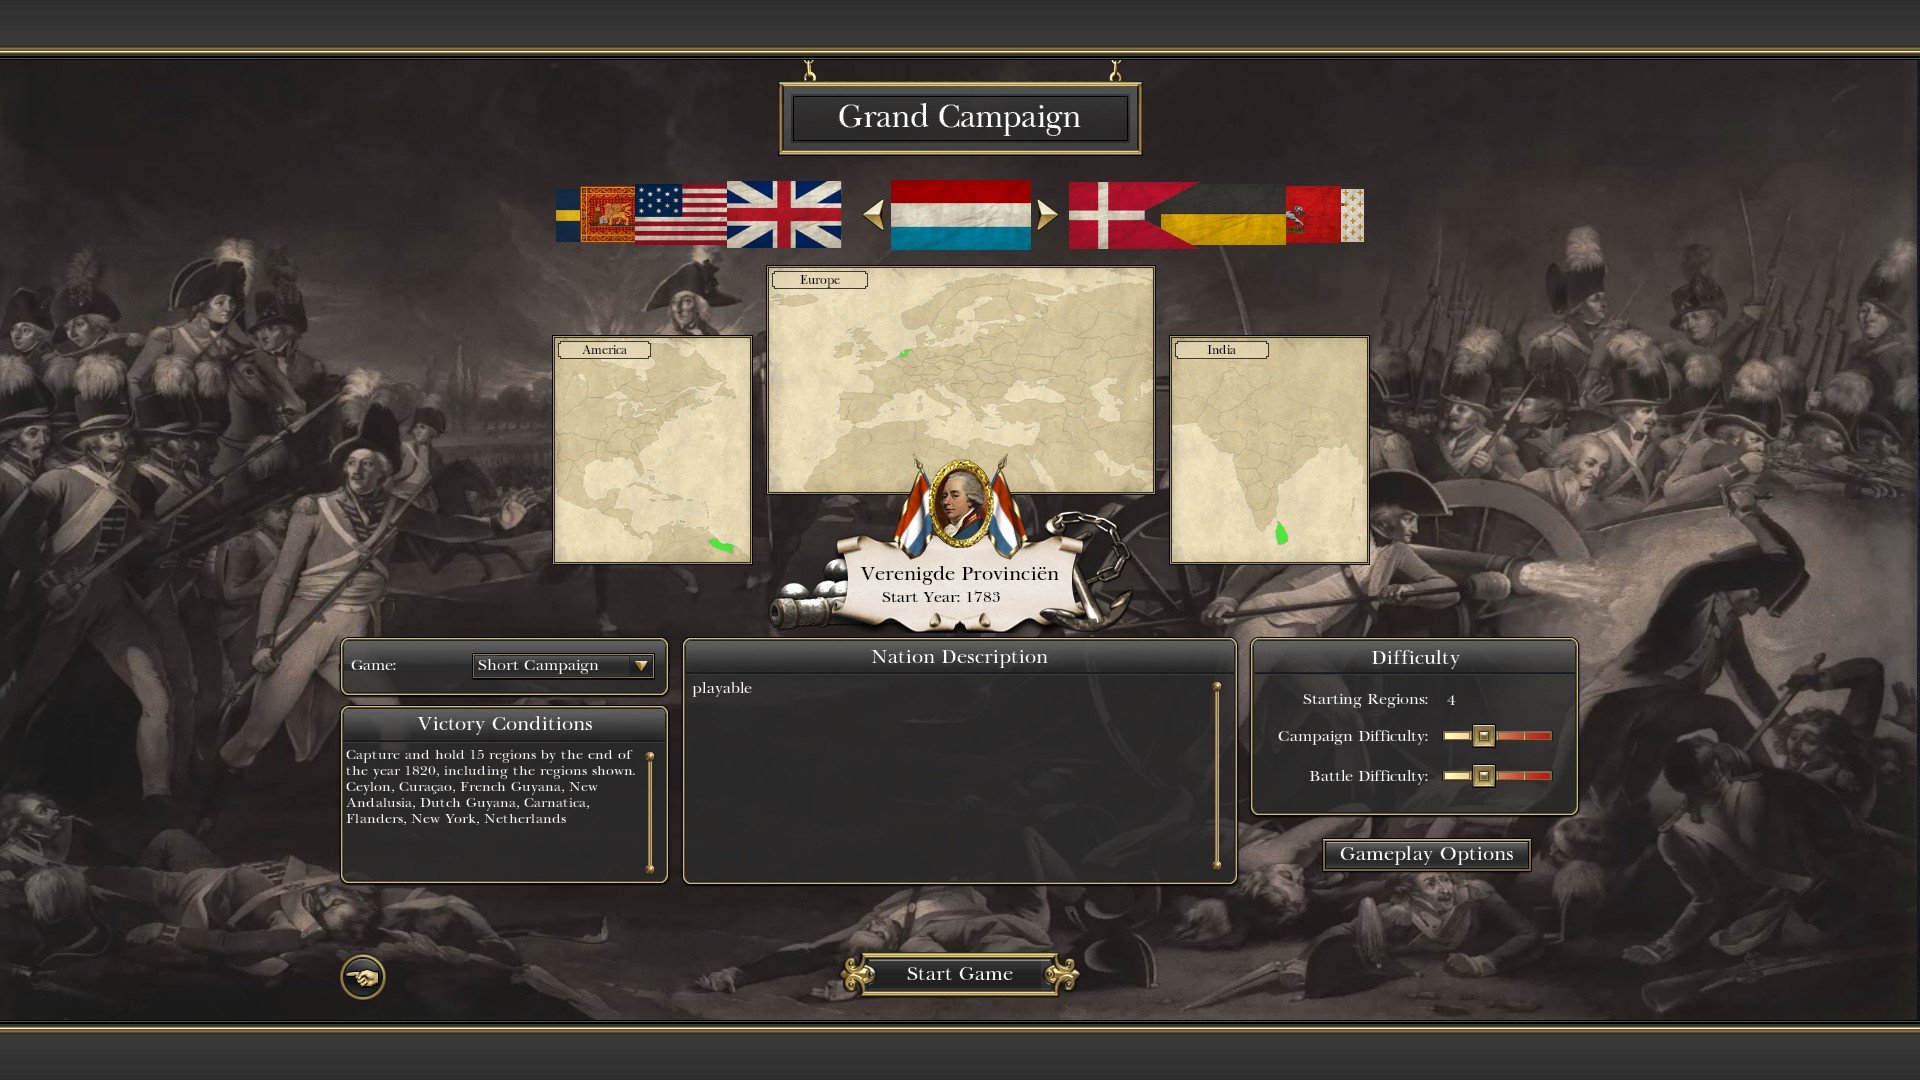 Grand Campaign
Europe
America
India
Verenigde Provinciën
Start Year: 1783
Game:
Short Campaign
Victory Conditions
Capture and hold 15 regions by the end of
the year 1820, including the regions shown.
Ceylon, Curaçao, French Guyana, New
Andalusia, Dutch Guyana, Carnatica,
Flanders, New York, Netherlands
Nation Description
playable
Difficulty
Starting Regions: 4
Campaign Difficulty:
Battle Difficulty:
Gameplay Options
Start Game